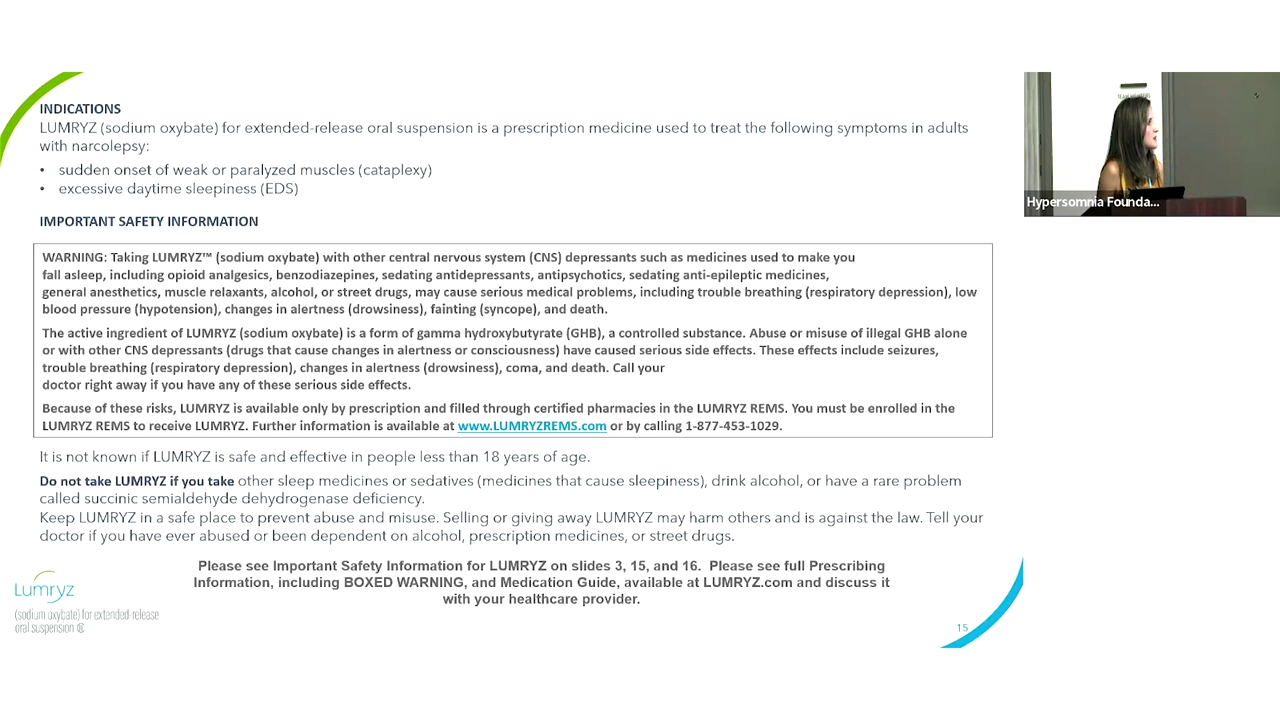 INDICATIONS
LUMRYZ (sodium oxybate) for extended-release oral suspension is a prescription medicine used to treat the following symptoms in adults
with narcolepsy:
• sudden onset of weak or paralyzed muscles (cataplexy)
• excessive daytime sleepiness (EDS)
IMPORTANT SAFETY INFORMATION
WARNING: Taking LUMRYZ™ (sodium oxybate) with other central nervous system (CNS) depressants such as medicines used to make you
fall asleep, including opioid analgesics, benzodiazepines, sedating antidepressants, antipsychotics, sedating anti-epileptic medicines,
general anesthetics, muscle relaxants, alcohol, or street drugs, may cause serious medical problems, including trouble breathing (respiratory depression), low
blood pressure (hypotension), changes in alertness (drowsiness), fainting (syncope), and death.
The active ingredient of LUMRYZ (sodium oxybate) is a form of gamma hydroxybutyrate (GHB), a controlled substance. Abuse or misuse of illegal GHB alone
or with other CNS depressants (drugs that cause changes in alertness or consciousness) have caused serious side effects. These effects include seizures,
trouble breathing (respiratory depression), changes in alertness (drowsiness), coma, and death. Call your
doctor right away if you have any of these serious side effects.
Because of these risks, LUMRYZ is available only by prescription and filled through certified pharmacies in the LUMRYZ REMS. You must be enrolled in the
LUMRYZ REMS to receive LUMRYZ. Further information is available at www.LUMRYZREMS.com or by calling 1-877-453-1029.
It is not known if LUMRYZ is safe and effective in people less than 18 years of age.
Do not take LUMRYZ if you take other sleep medicines or sedatives (medicines that cause sleepiness), drink alcohol, or have a rare problem
called succinic semialdehyde dehydrogenase deficiency.
Keep LUMRYZ in a safe place to prevent abuse and misuse. Selling or giving away LUMRYZ may harm others and is against the law. Tell your
doctor if you have ever abused or been dependent on alcohol, prescription medicines, or street drugs.
Please see Important Safety Information for LUMRYZ on slides 3, 15, and 16. Please see full Prescribing
Information, including BOXED WARNING, and Medication Guide, available at LUMRYZ.com and discuss it
with your healthcare provider.
Lumryz
(sodium oxybate) for extended-release
oral suspension ®
15
Hypersomnia Founda...